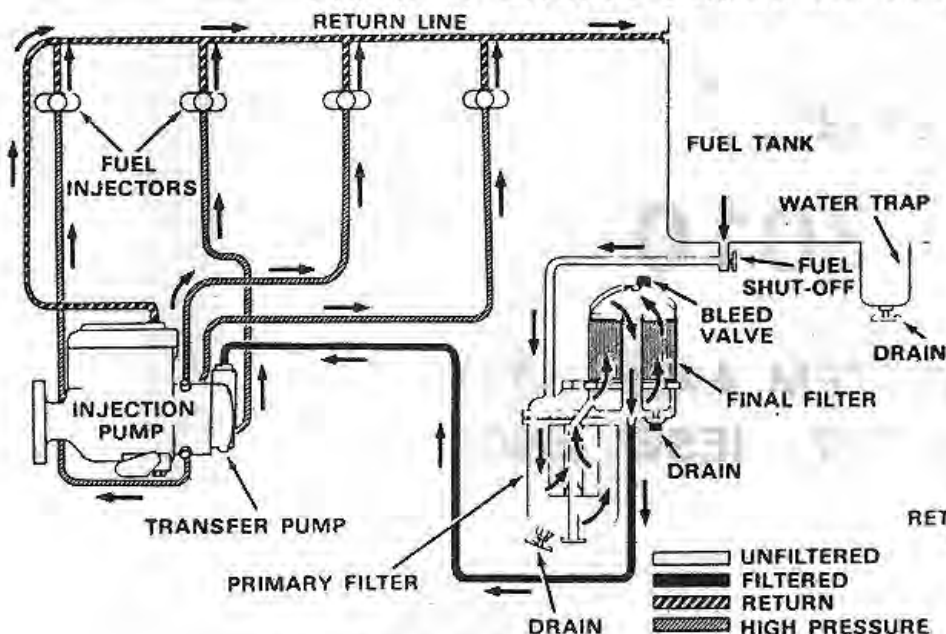 RETURN LINE
FUEL TANK
FUEL
INJECTORS
WATER TRAP
FUEL
SHUT-OFF
BLEED
VALVE
DRAIN
INJECTION
PUMP
FINAL FILTER
DRAIN
TRANSFER PUMP
PRIMARY FILTER
DRAIN
RET
UNFILTERED
FILTERED
RETURN
HIGH PRESSURE